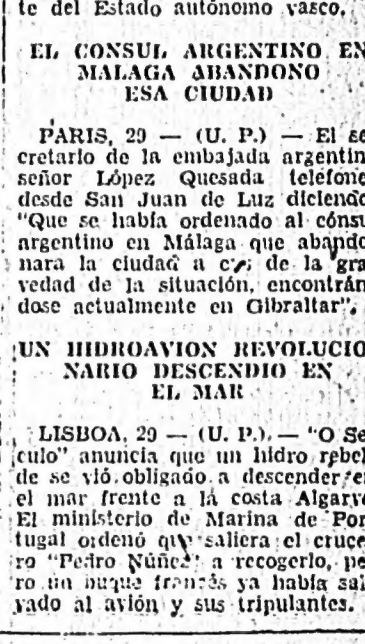 te del Estado autónomo vasco.
EL CONSUL ARGENTINO EN
MALAGA ABANDONO
ESA CIUDAD
PARIS, 29 — (U. P.) — El se
cretario de la embajada argentin
señor López Quesada telefone
desde San Juan de Luz diciendo
"Que se había ordenado al cónsu
argentino en Málaga que abando
nara la ciudad a de la gra
vedad de la situación, encontrán
dose actualmente en Gibraltar".
UN HIDROAVION REVOLUCIO
NARIO DESCENDIO EN
EL MAR
LISBOA, 29 — (U. P.). — "O Se
culo" anuncia que un hidro rebel
de se vió obligado a descender en
el mar frente a la costa Algarve
El ministerio de Marina de Por
tugal ordenó que saliera el cruce
ro "Pedro Núñez" a recogerlo, pe
ro un buque francés ya había sal
vado al avión y sus tripulantes.